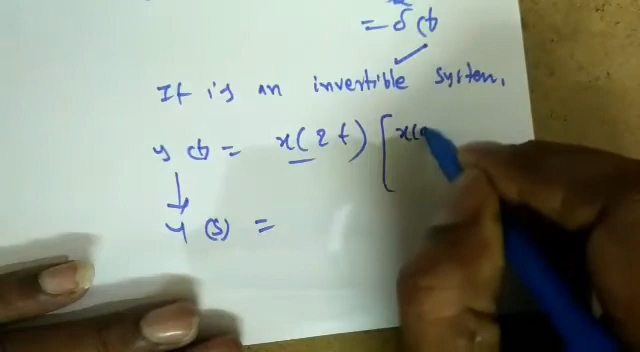 = δ(t
It is an invertible system.
y(t) = x(2t) [x(a
Y(s) =